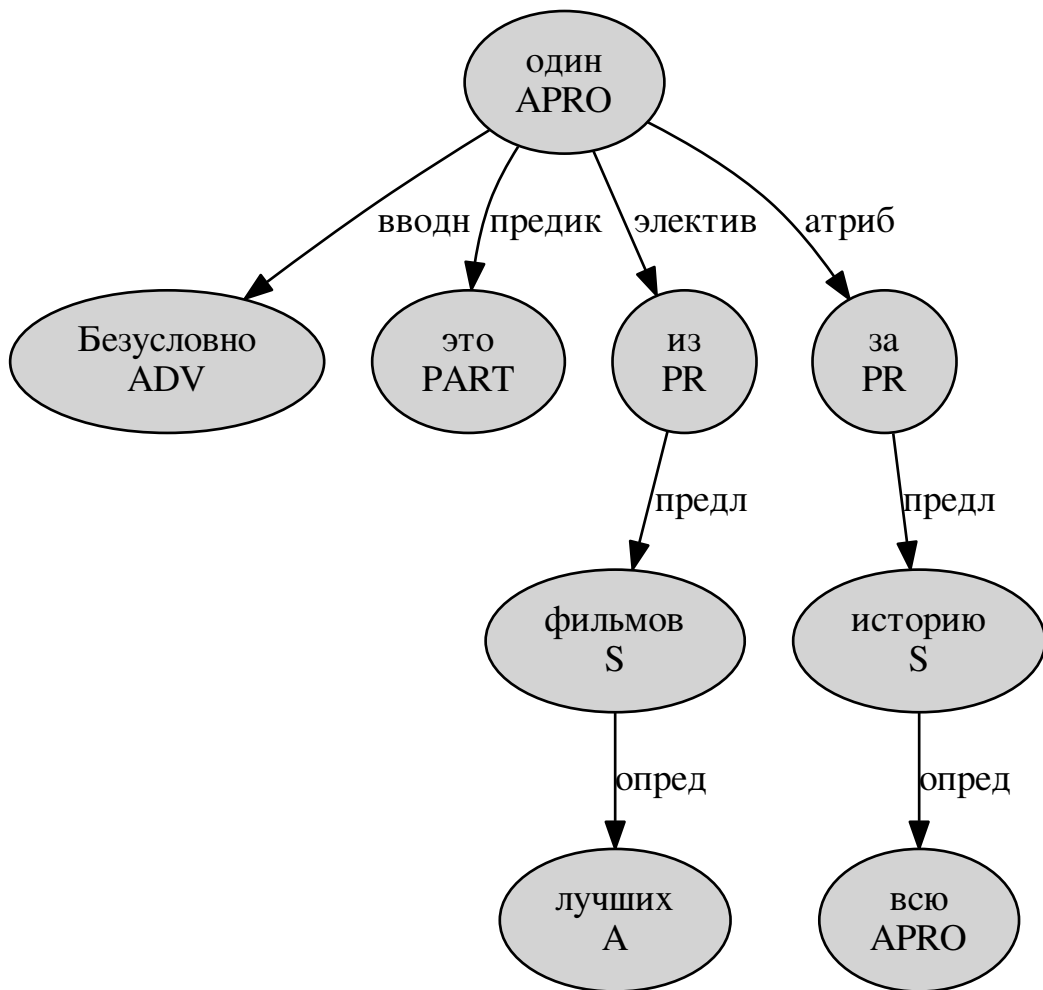 один
APRO
вводн
предик
электив
атриб
Безусловно
ADV
это
PART
из
PR
за
PR
предл
предл
фильмов
S
историю
S
опред
опред
лучших
A
всю
APRO